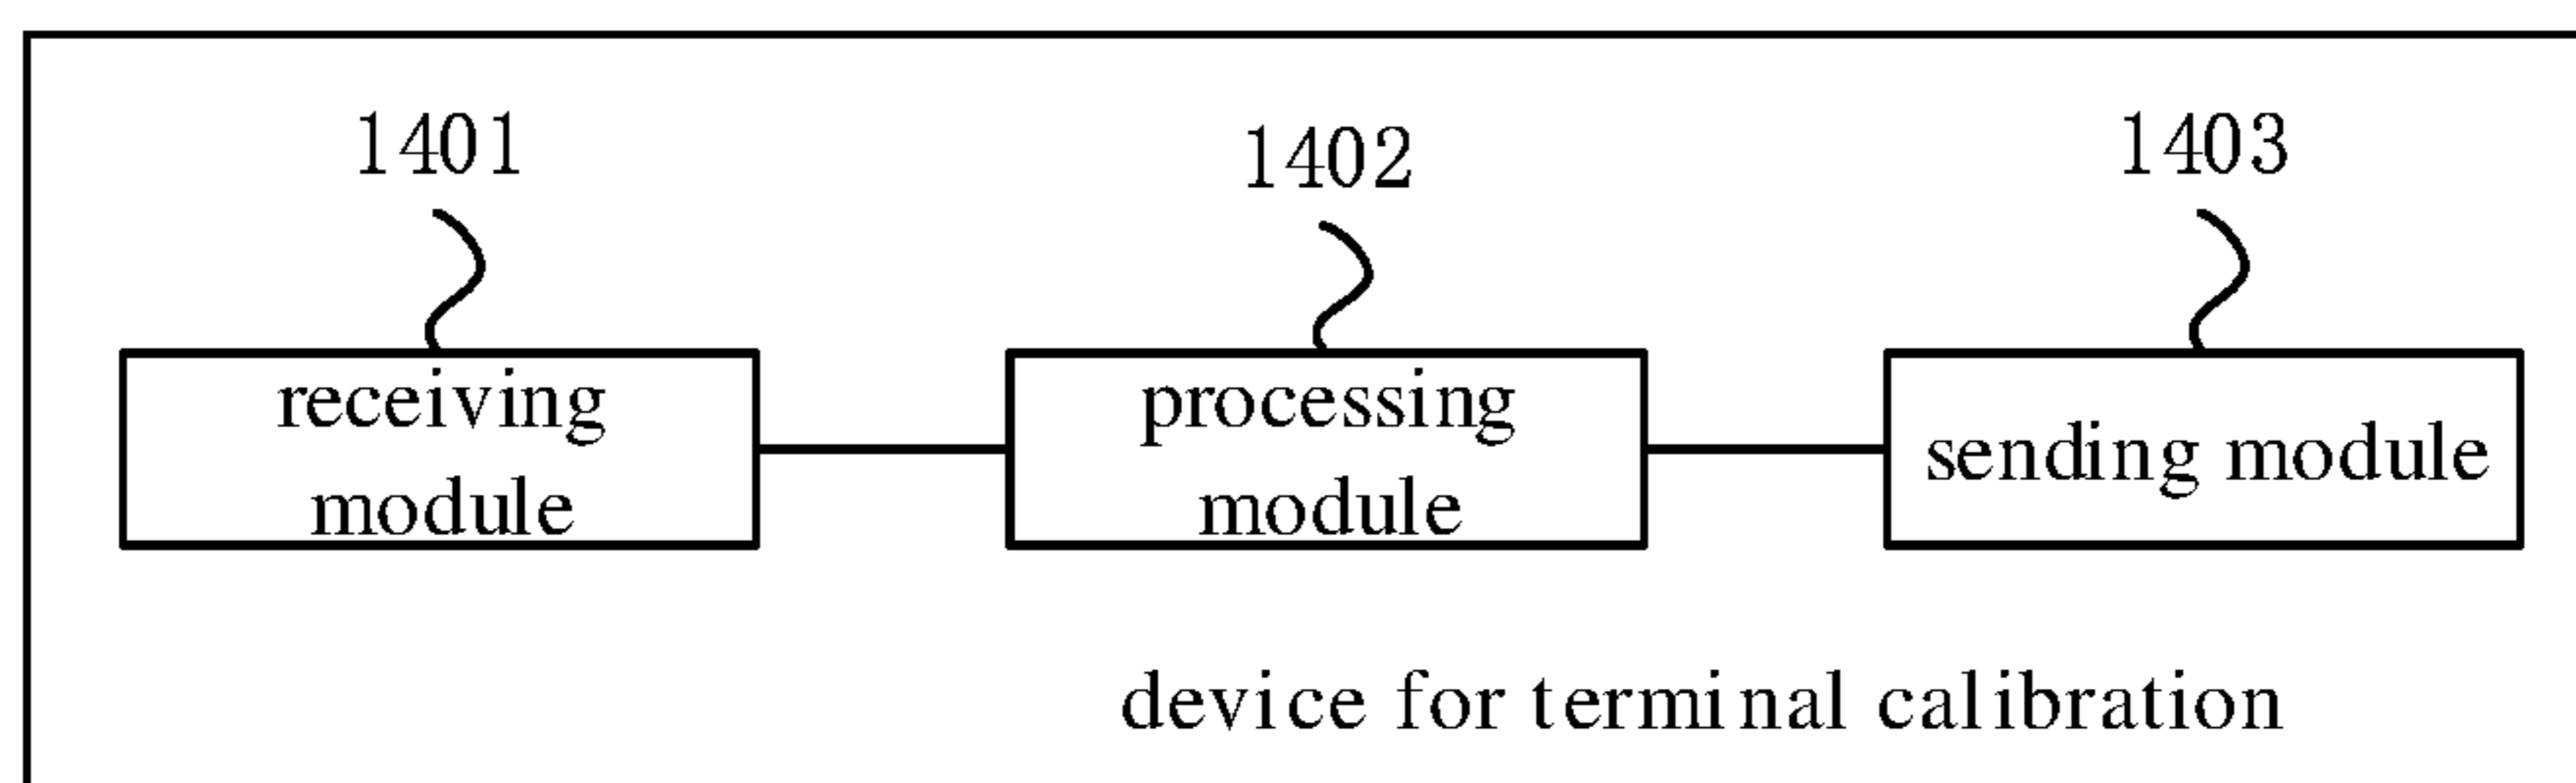 1401
1402
1403
receiving
module
processing
module
sending module
device for terminal calibration